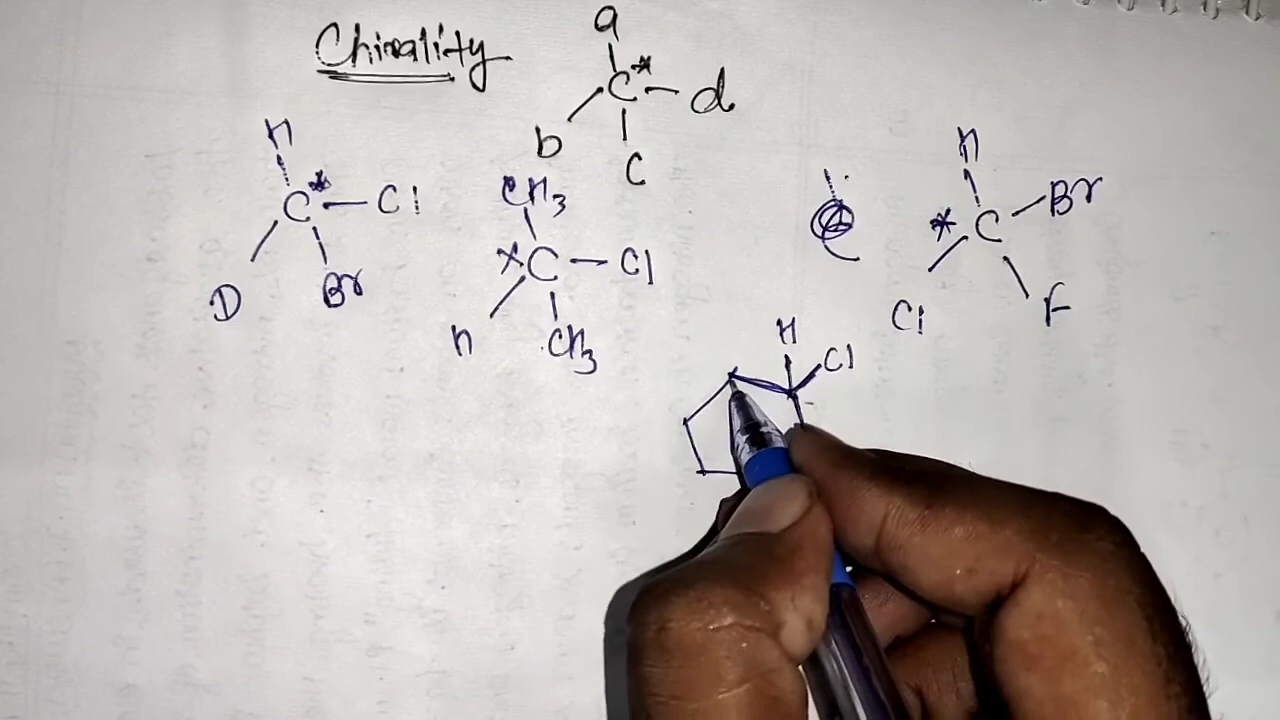 Chirality
a
C* d
b
C
H
C* Cl
D Br
CH3
x C Cl
H
CH3
H
* C Br
Cl F
H
Cl